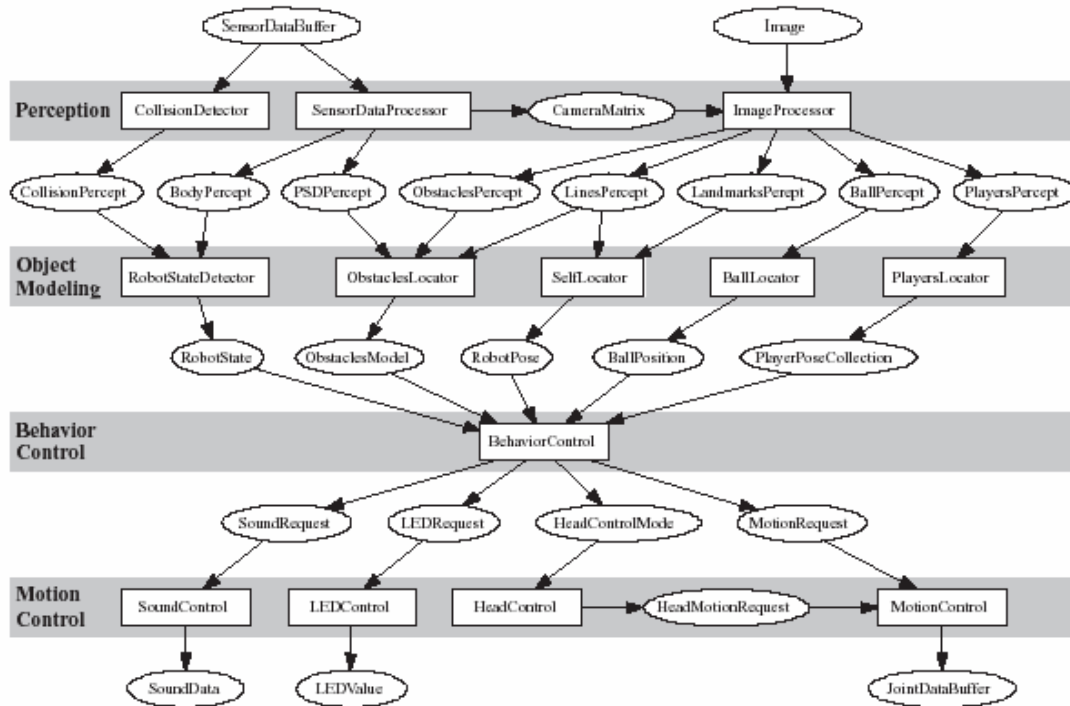 SensorDataBuffer
Image
Perception
CollisionDetector
SensorDataProcessor
CameraMatrix
ImageProcessor
CollisionPercept
BodyPercept
PSDPercept
ObstaclesPercept
LinesPercept
LandmarksPerept
BallPercept
PlayersPercept
Object
Modeling
RobotStateDetector
ObstaclesLocator
SelfLocator
BallLocator
PlayersLocator
RobotState
ObstaclesModel
RobotPose
BallPosition
PlayerPoseCollection
Behavior
Control
BehaviorControl
SoundRequest
LEDRequest
HeadControlMode
MotionRequest
Motion
Control
SoundControl
LEDControl
HeadControl
HeadMotionRequest
MotionControl
SoundData
LEDValue
JointDataBuffer